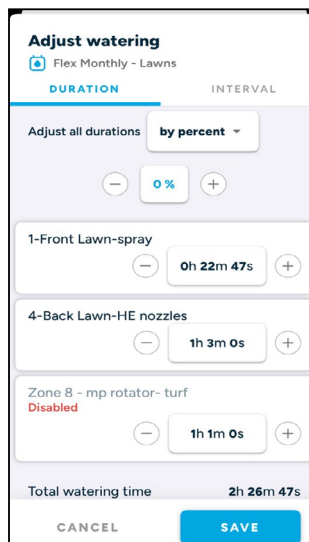 Adjust watering
Flex Monthly - Lawns
DURATION INTERVAL
Adjust all durations by percent
0 %
1-Front Lawn-spray
0h 22m 47s
4-Back Lawn-HE nozzles
1h 3m 0s
Zone 8 - mp rotator- turf
Disabled
1h 1m 0s
Total watering time 2h 26m 47s
CANCEL SAVE